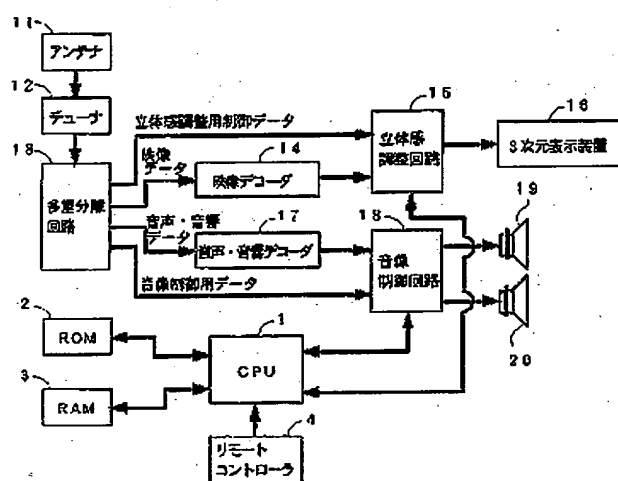 11
アンテナ
12
チューナ
13
多重分離
回路
立体感調整用制御データ
映像
データ
14
映像デコーダ
15
立体感
調整回路
16
3次元表示装置
音声・音響
データ
17
音声・音響デコーダ
18
音像
制御回路
19
20
音像制御用データ
2
ROM
3
RAM
1
CPU
4
リモート
コントローラ